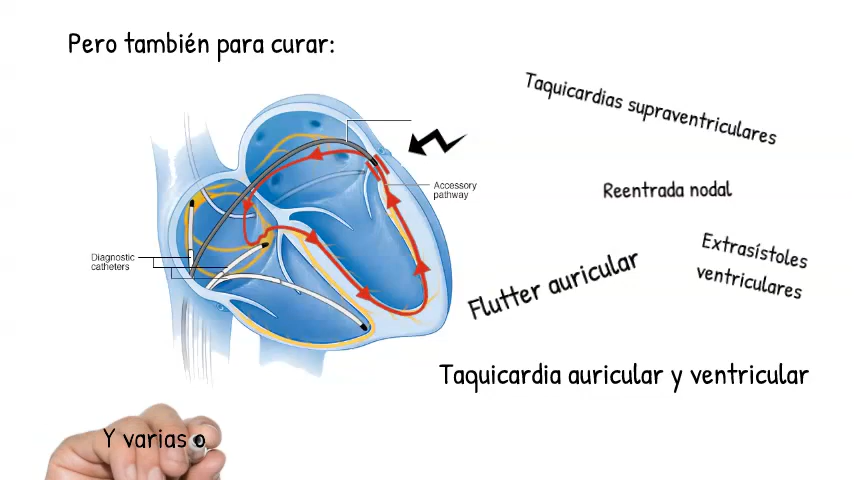 Pero también para curar:
Taquicardias supraventriculares
Accessory
pathway
Reentrada nodal
Diagnostic
catheters
Extrasístoles
ventriculares
Flutter auricular
Taquicardia auricular y ventricular
Y varias o